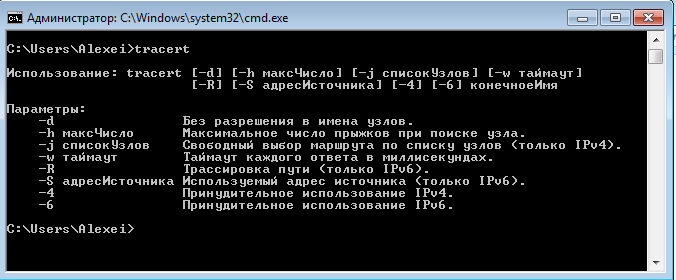 Администратор: C:\Windows\system32\cmd.exe
C:\Users\Alexei>tracert
Использование: tracert [-d] [-h максЧисло] [-j списокУзлов] [-w таймаут]
[-R] [-S адресИсточника] [-4] [-6] конечноеИмя
Параметры:
-d Без разрешения в имена узлов.
-h максЧисло Максимальное число прыжков при поиске узла.
-j списокУзлов Свободный выбор маршрута по списку узлов (только IPv4).
-w таймаут Таймаут каждого ответа в миллисекундах.
-R Трассировка пути (только IPv6).
-S адресИсточника Используемый адрес источника (только IPv6).
-4 Принудительное использование IPv4.
-6 Принудительное использование IPv6.
C:\Users\Alexei>